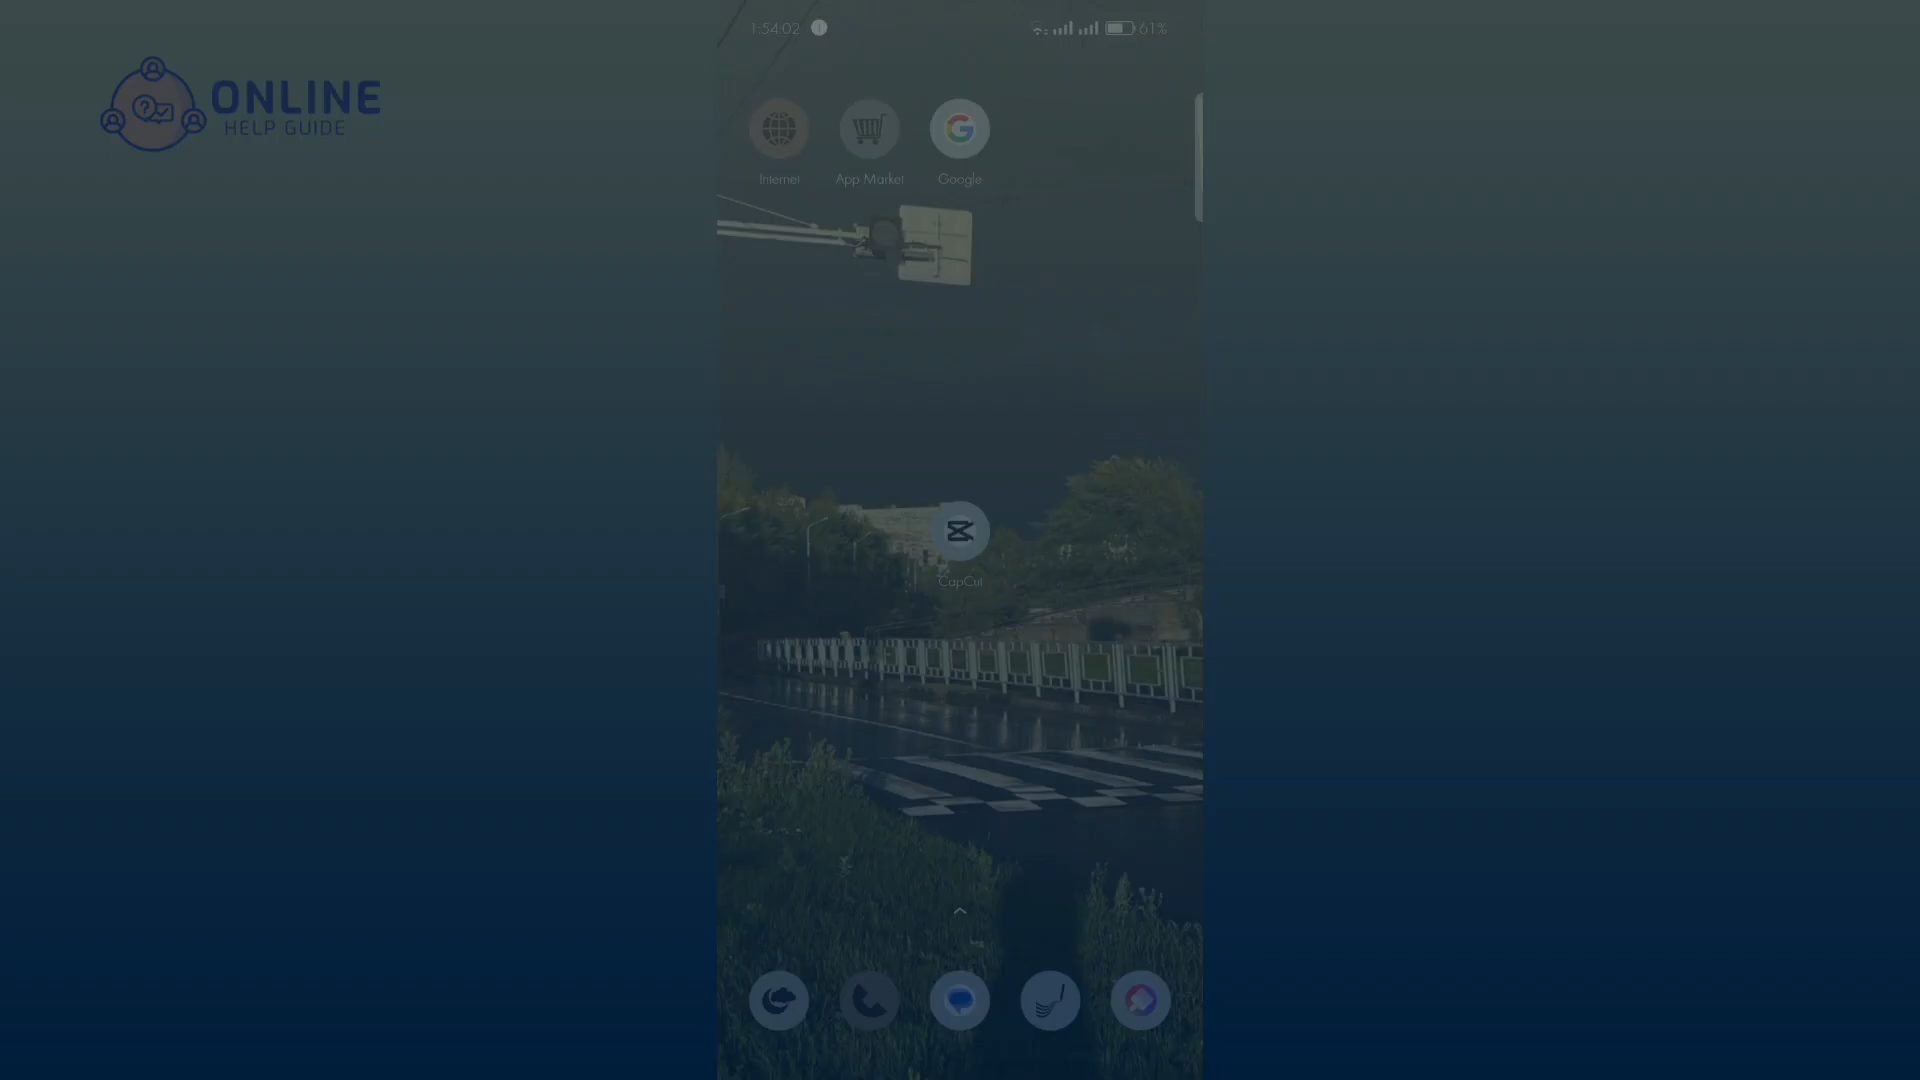 1:54:02
61%
ONLINE
HELP GUIDE
Internet
App Market
Google
CapCut